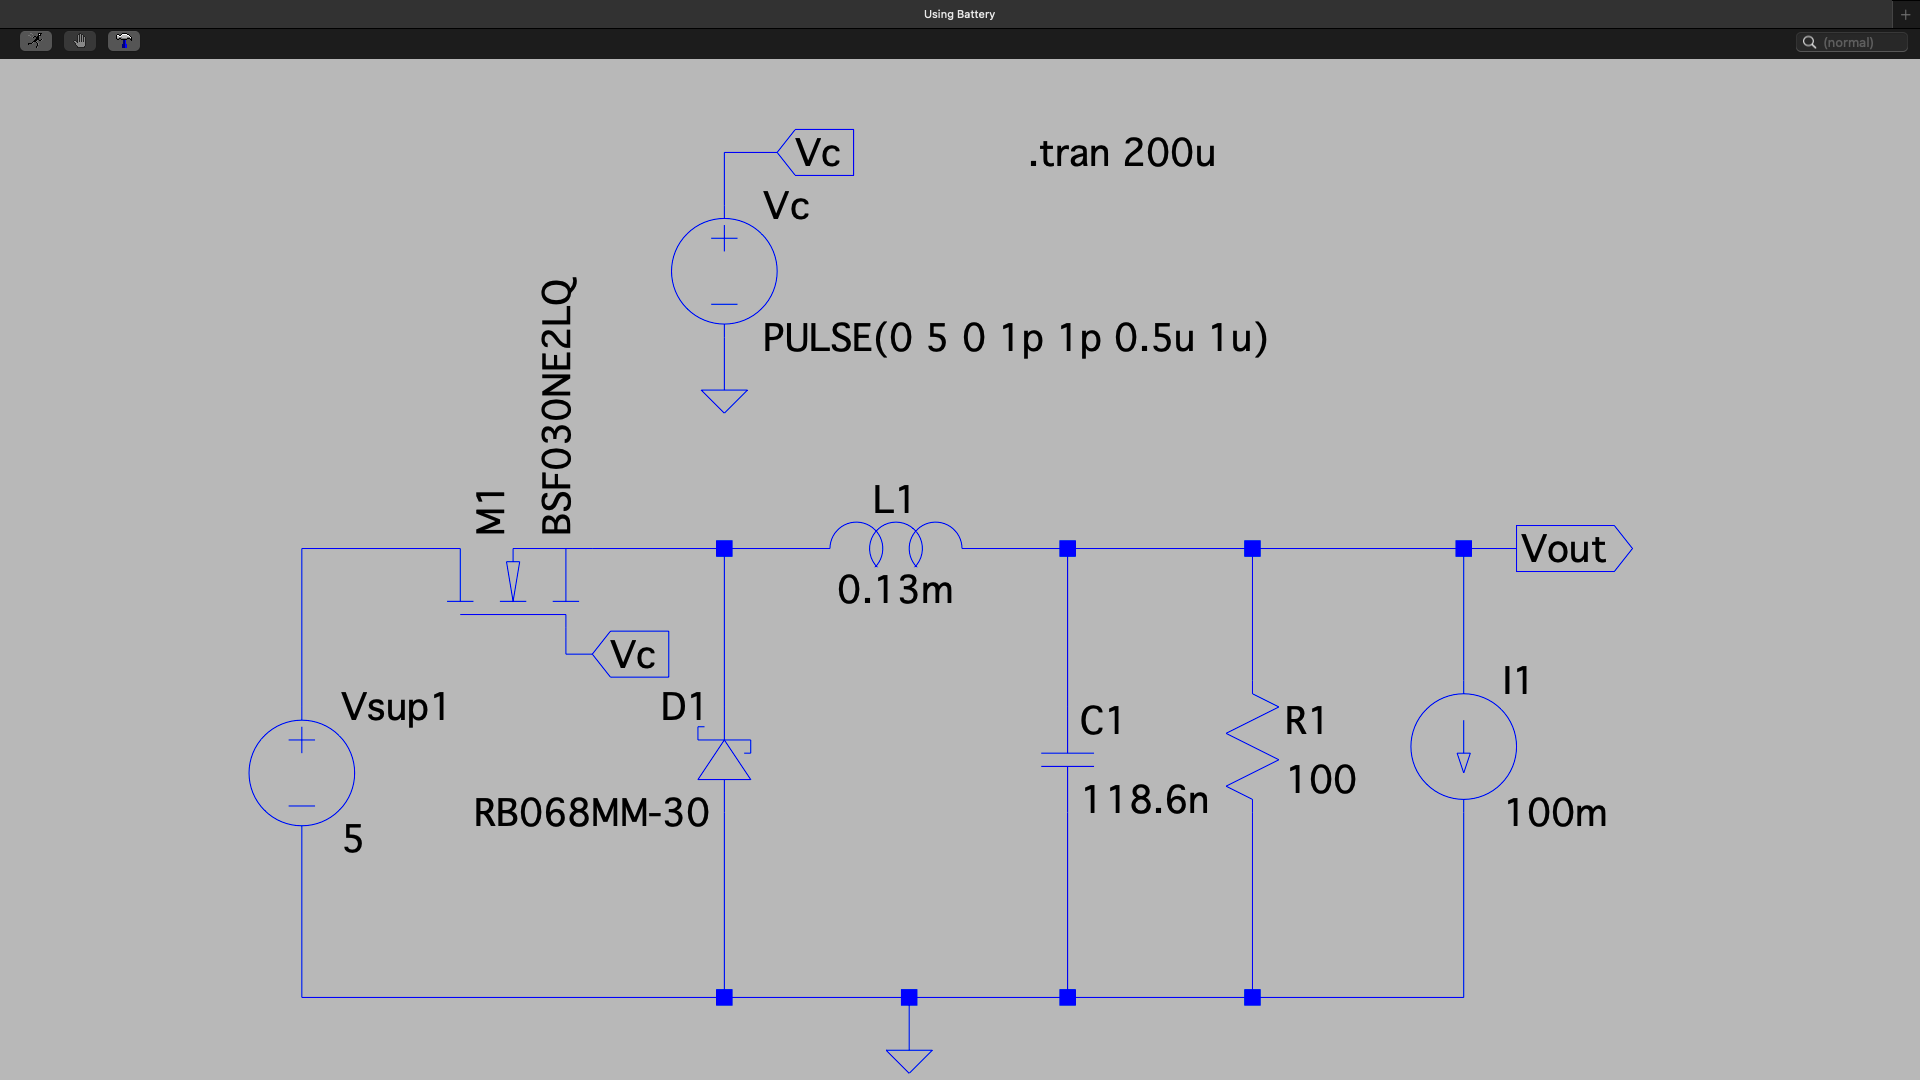 Using Battery
(normal)
Vc
.tran 200u
Vc
PULSE(0 5 0 1p 1p 0.5u 1u)
M1
BSF030NE2LQ
L1
0.13m
Vout
Vc
Vsup1
5
D1
RB068MM-30
C1
118.6n
R1
100
I1
100m